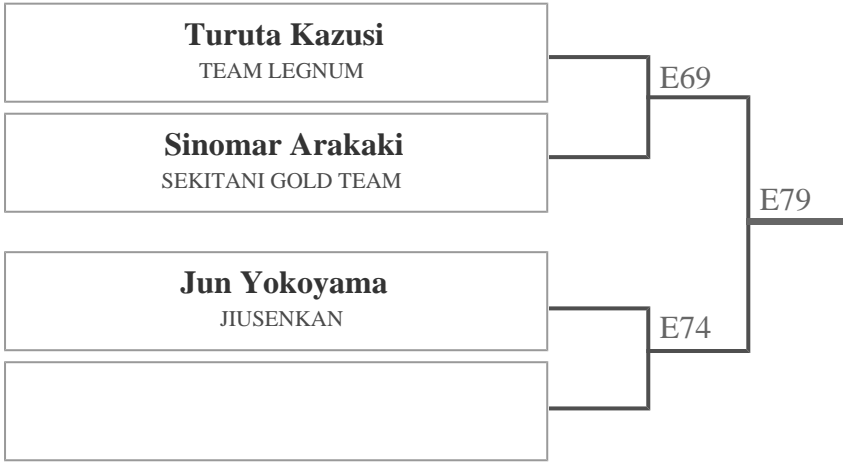 Turuta Kazusi
TEAM LEGNUM
E69
Sinomar Arakaki
SEKITANI GOLD TEAM
E79
Jun Yokoyama
JIUSENKAN
E74